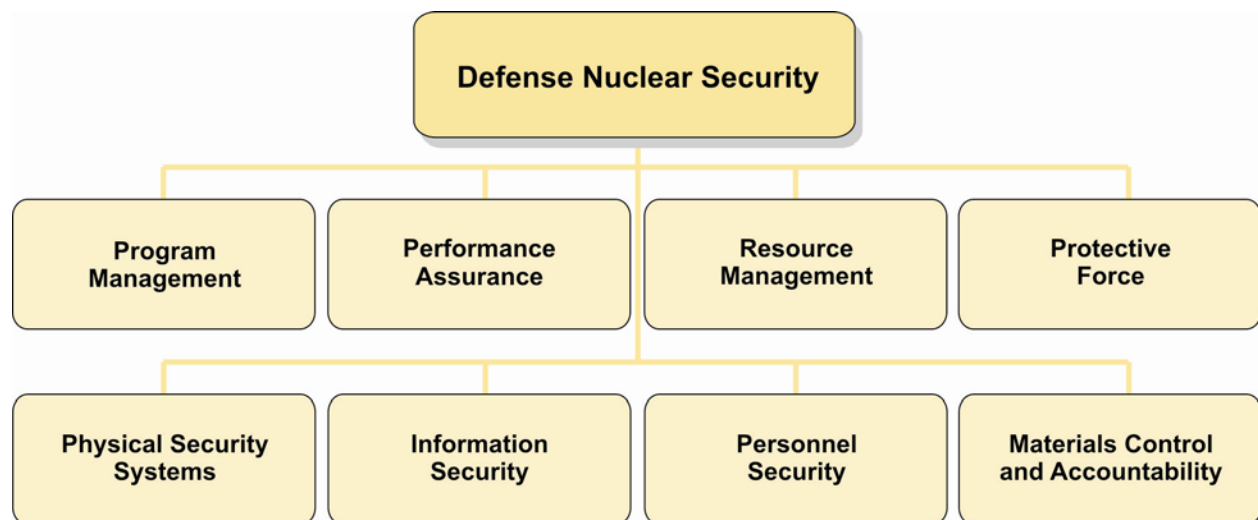 Defense Nuclear Security
Program
Management
Performance
Assurance
Resource
Management
Protective
Force
Physical Security
Systems
Information
Security
Personnel
Security
Materials Control
and Accountability